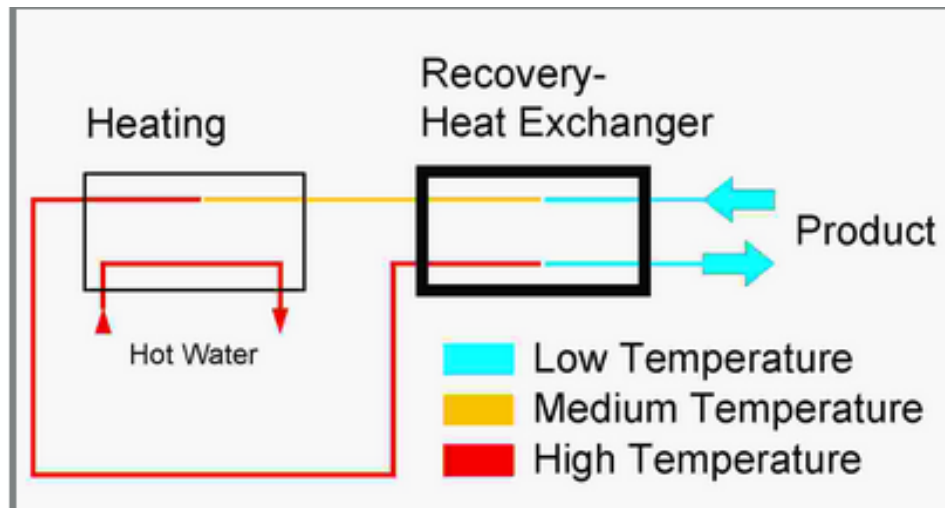 Recovery-
Heat Exchanger
Heating
Product
Hot Water
Low Temperature
Medium Temperature
High Temperature